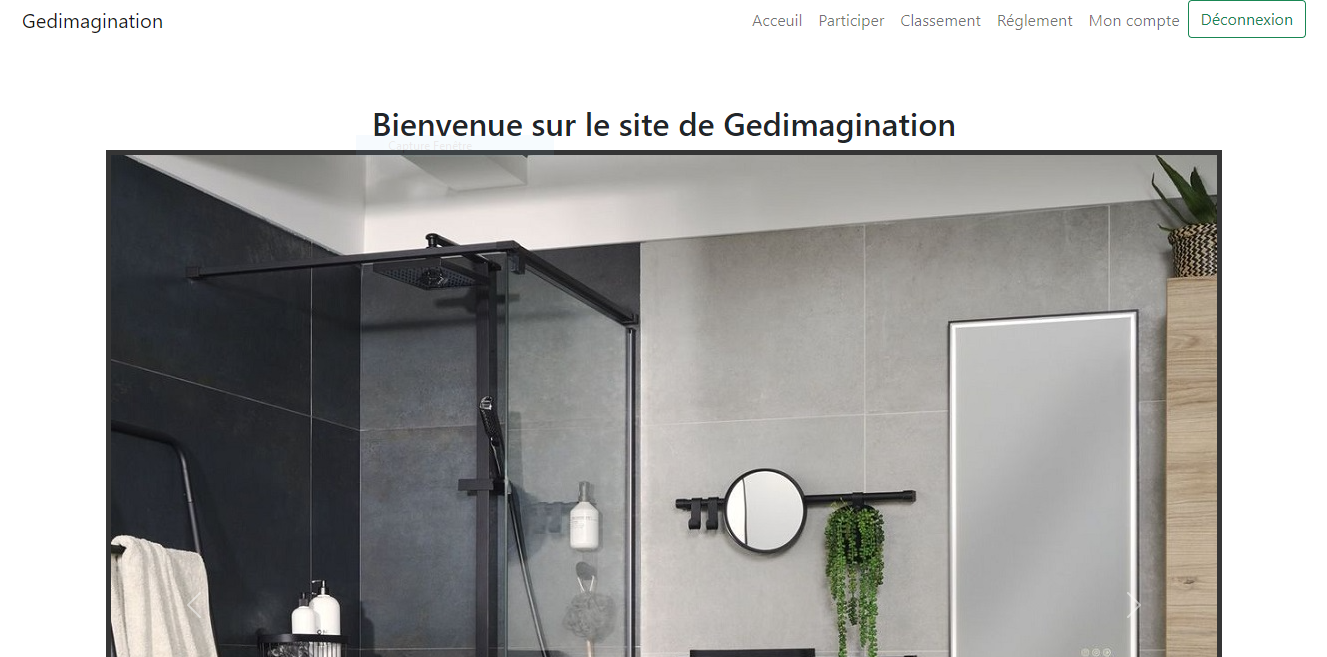 Gedimagination
Acceuil Participer Classement Réglement Mon compte Déconnexion
Bienvenue sur le site de Gedimagination
Capture Fenêtre